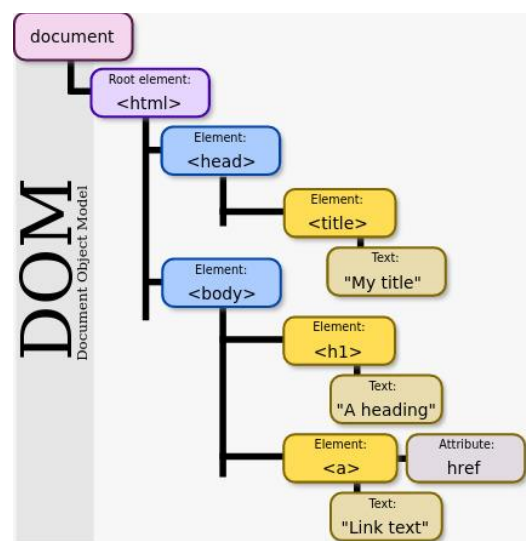 document
Root element:
<html>
Element:
<head>
Element:
<title>
Text:
"My title"
Element:
<body>
Element:
<h1>
Text:
"A heading"
Element:
<a>
Attribute:
href
Text:
"Link text"
DOM
Document Object Model